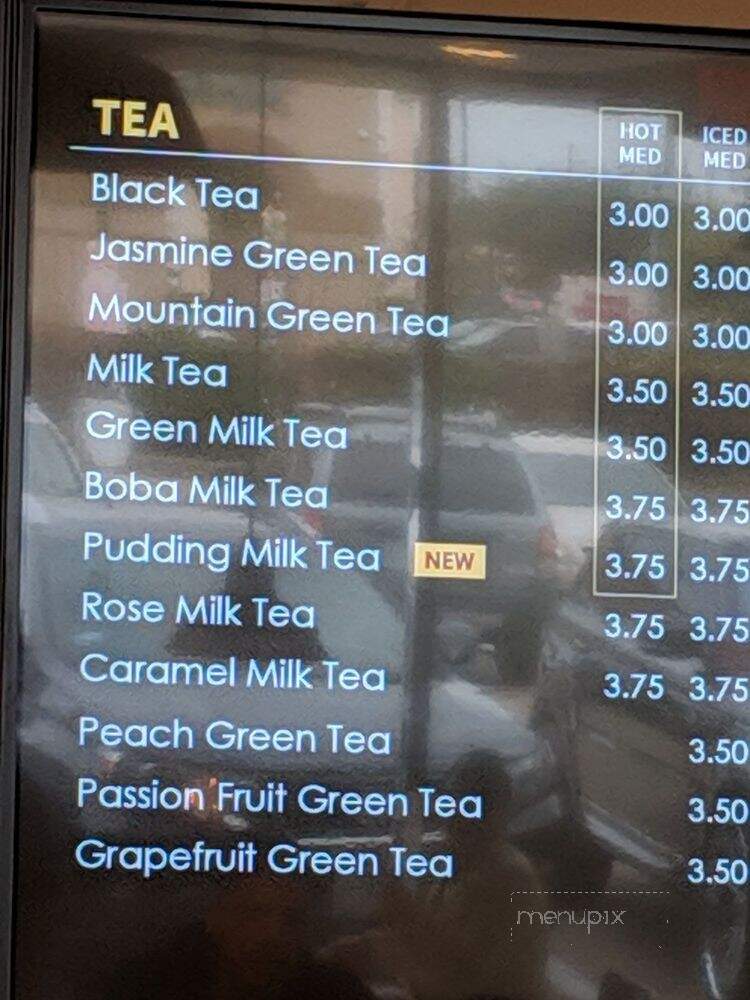 TEA HOT MED ICED MED
Black Tea 3.00 3.00
Jasmine Green Tea 3.00 3.00
Mountain Green Tea 3.00 3.00
Milk Tea 3.50 3.50
Green Milk Tea 3.50 3.50
Boba Milk Tea 3.75 3.75
Pudding Milk Tea NEW 3.75 3.75
Rose Milk Tea 3.75 3.75
Caramel Milk Tea 3.75 3.75
Peach Green Tea 3.50
Passion Fruit Green Tea 3.50
Grapefruit Green Tea 3.50
menupix